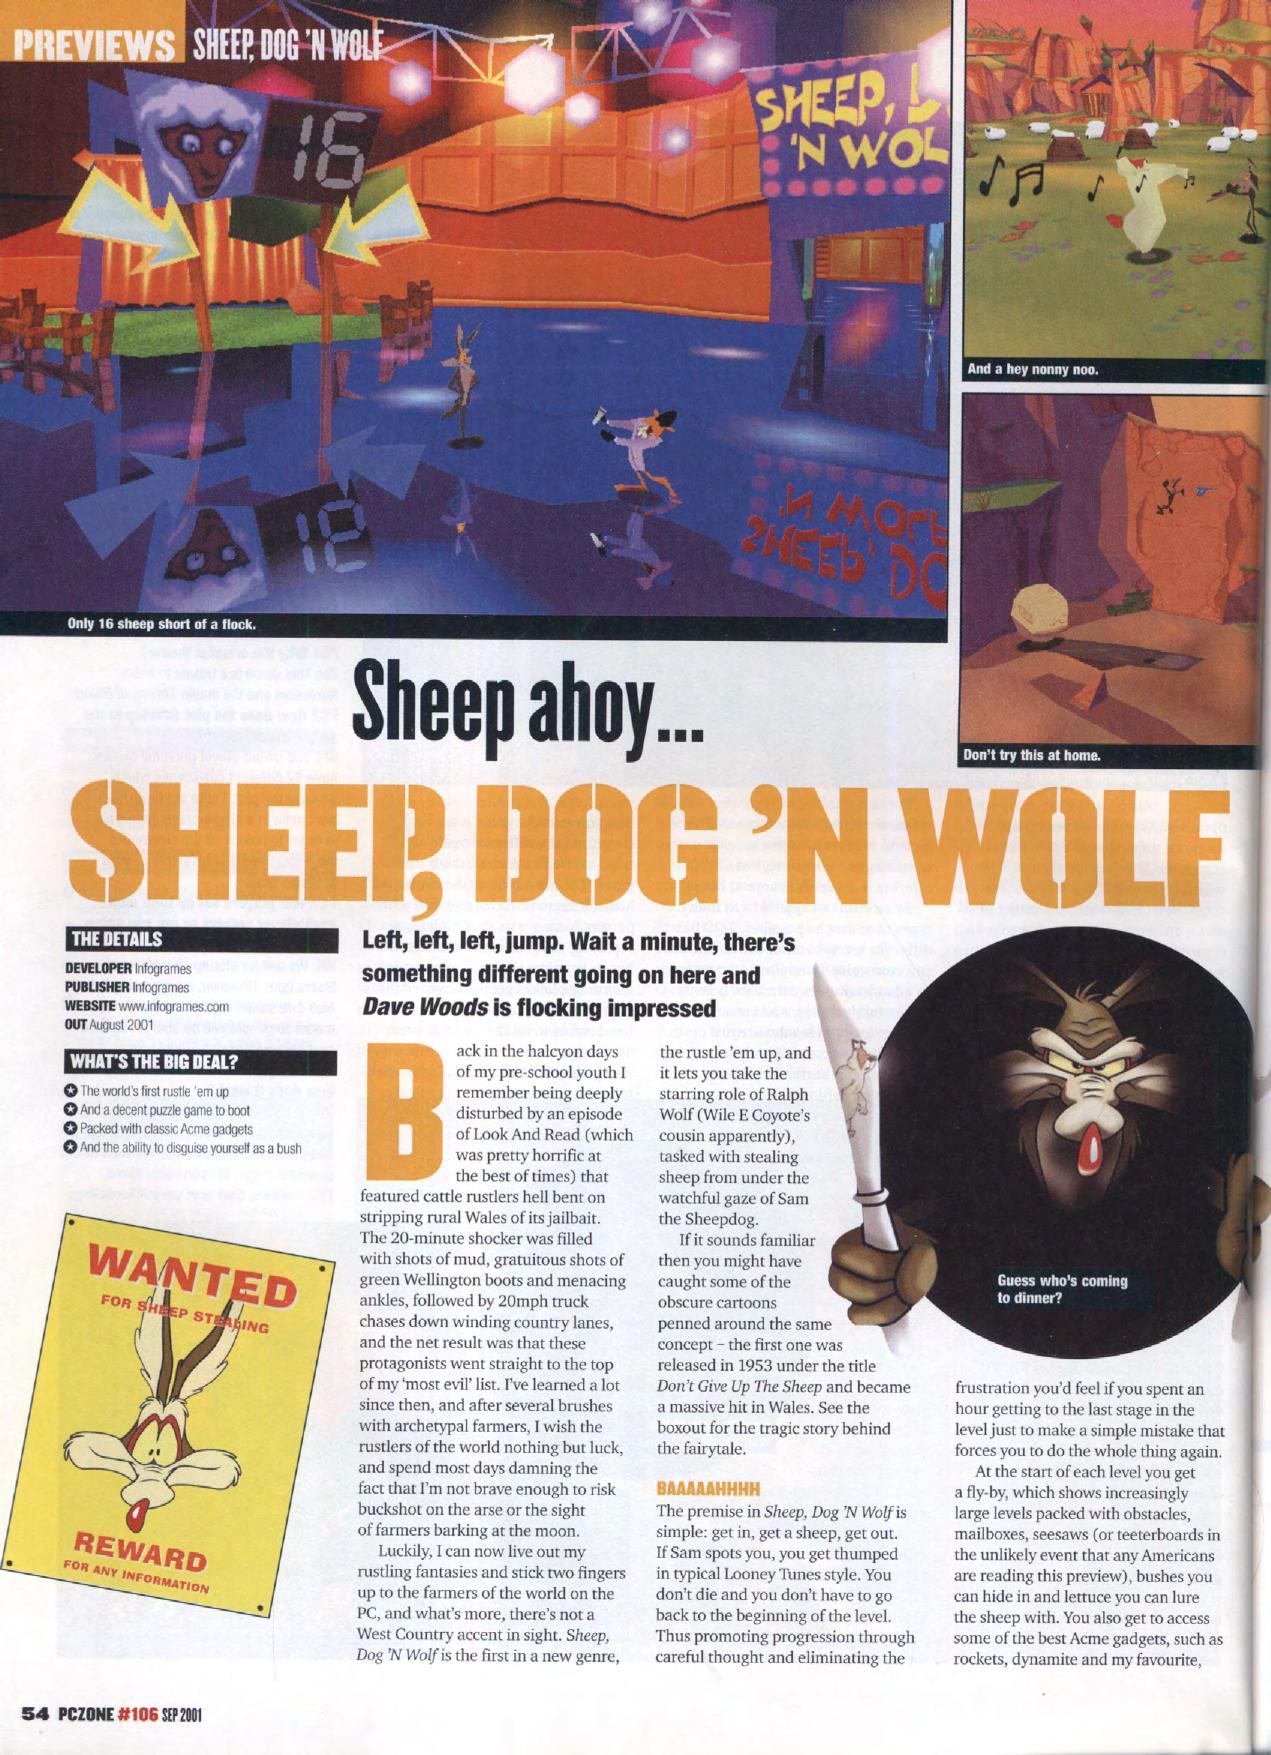 PREVIEWS SHEEP, DOG 'N WOLF
16
SHEEP, D
'N WOL
Only 16 sheep short of a flock.
And a hey nonny noo.
Don't try this at home.
Sheep ahoy...
SHEEP, DOG 'N WOLF
THE DETAILS
DEVELOPER Infogrames
PUBLISHER Infogrames
WEBSITE www.infogrames.com
OUT August 2001
WHAT'S THE BIG DEAL?
The world's first rustle 'em up
And a decent puzzle game to boot
Packed with classic Acme gadgets
And the ability to disguise yourself as a bush
WANTED
FOR SHEEP STEALING
REWARD
FOR ANY INFORMATION
Left, left, left, jump. Wait a minute, there's
something different going on here and
Dave Woods is flocking impressed
Back in the halcyon days
of my pre-school youth I
remember being deeply
disturbed by an episode
of Look And Read (which
was pretty horrific at
the best of times) that
featured cattle rustlers hell bent on
stripping rural Wales of its jailbait.
The 20-minute shocker was filled
with shots of mud, gratuitous shots of
green Wellington boots and menacing
ankles, followed by 20mph truck
chases down winding country lanes,
and the net result was that these
protagonists went straight to the top
of my 'most evil' list. I've learned a lot
since then, and after several brushes
with archetypal farmers, I wish the
rustlers of the world nothing but luck,
and spend most days damning the
fact that I'm not brave enough to risk
buckshot on the arse or the sight
of farmers barking at the moon.
Luckily, I can now live out my
rustling fantasies and stick two fingers
up to the farmers of the world on the
PC, and what's more, there's not a
West Country accent in sight. Sheep,
Dog 'N Wolf is the first in a new genre,
the rustle 'em up, and
it lets you take the
starring role of Ralph
Wolf (Wile E Coyote's
cousin apparently),
tasked with stealing
sheep from under the
watchful gaze of Sam
the Sheepdog.
If it sounds familiar
then you might have
caught some of the
obscure cartoons
penned around the same
concept – the first one was
released in 1953 under the title
Don't Give Up The Sheep and became
a massive hit in Wales. See the
boxout for the tragic story behind
the fairytale.
BAAAAAHHHH
The premise in Sheep, Dog 'N Wolf is
simple: get in, get a sheep, get out.
If Sam spots you, you get thumped
in typical Looney Tunes style. You
don't die and you don't have to go
back to the beginning of the level.
Thus promoting progression through
careful thought and eliminating the
Guess who's coming
to dinner?
frustration you'd feel if you spent an
hour getting to the last stage in the
level just to make a simple mistake that
forces you to do the whole thing again.
At the start of each level you get
a fly-by, which shows increasingly
large levels packed with obstacles,
mailboxes, seesaws (or teeterboards in
the unlikely event that any Americans
are reading this preview), bushes you
can hide in and lettuce you can lure
the sheep with. You also get to access
some of the best Acme gadgets, such as
rockets, dynamite and my favourite,
54 PCZONE #106 SEP 2001